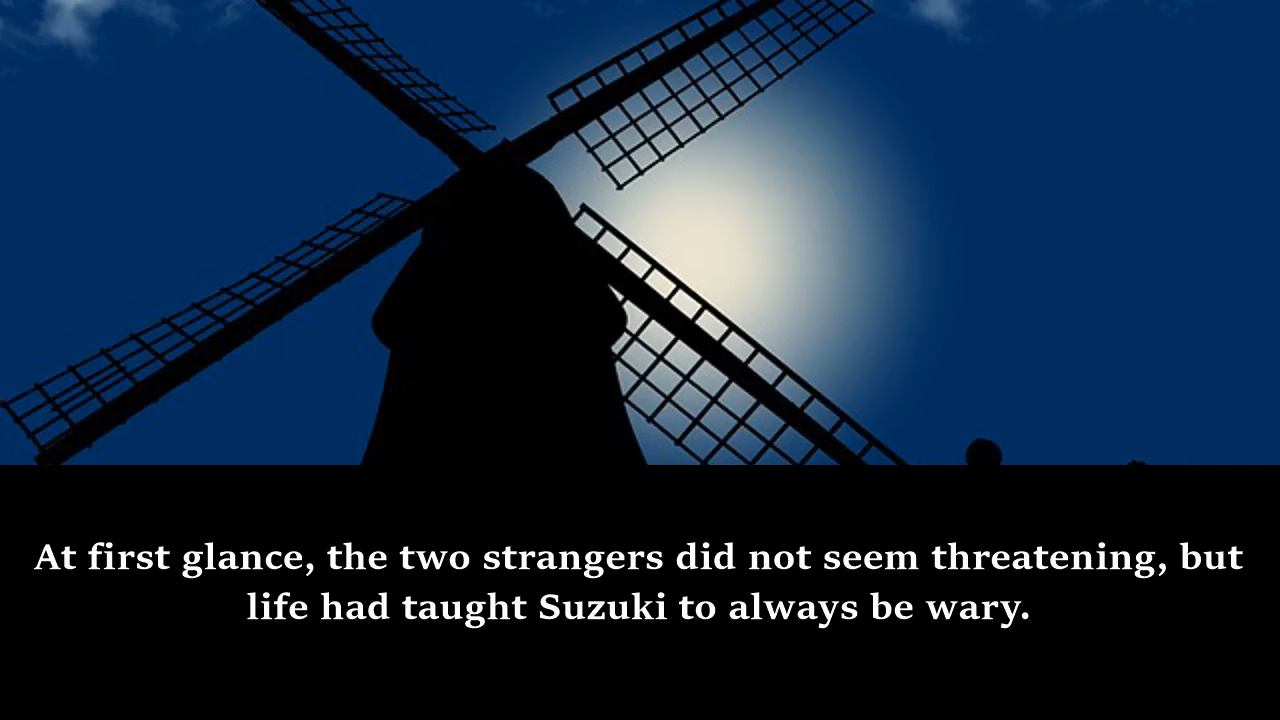 At first glance, the two strangers did not seem threatening, but
life had taught Suzuki to always be wary.